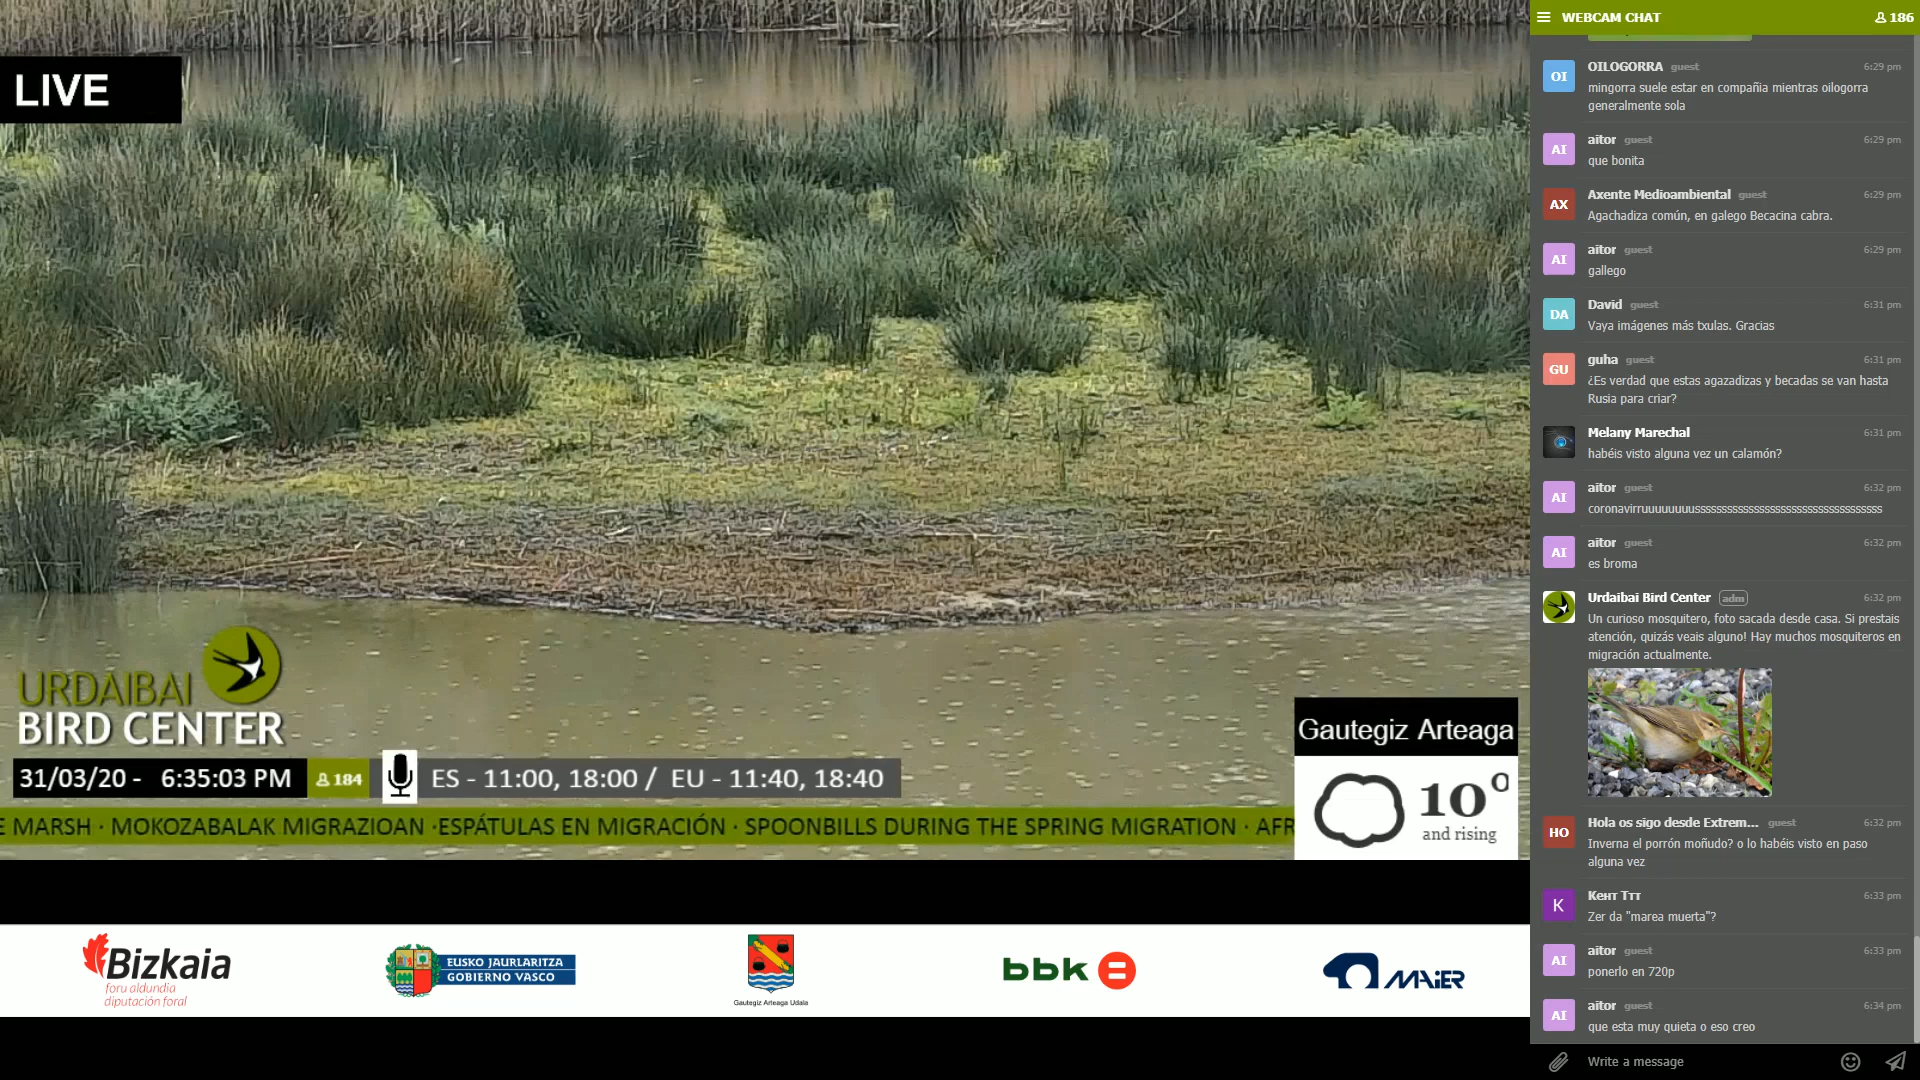 LIVE
URDAIBAI
BIRD CENTER
31/03/20 - 6:35:03 PM
184
ES - 11:00, 18:00 / EU - 11:40, 18:40
E MARSH · MOKOZABALAK MIGRAZIOAN ·ESPÁTULAS EN MIGRACIÓN · SPOONBILLS DURING THE SPRING MIGRATION · AFR
Gautegiz Arteaga
10°
and rising
Bizkaia
foru aldundia
diputación foral
EUSKO JAURLARITZA
GOBIERNO VASCO
Gautegiz Arteaga Udala
bbk
MAIER
WEBCAM CHAT
186
OI
OILOGORRA guest 6:29 pm
mingorra suele estar en compañia mientras oilogorra
generalmente sola
AI
aitor guest 6:29 pm
que bonita
AX
Axente Medioambiental guest 6:29 pm
Agachadiza común, en galego Becacina cabra.
AI
aitor guest 6:29 pm
gallego
DA
David guest 6:31 pm
Vaya imágenes más txulas. Gracias
GU
guha guest 6:31 pm
¿Es verdad que estas agazadizas y becadas se van hasta
Rusia para criar?
Melany Marechal 6:31 pm
habéis visto alguna vez un calamón?
AI
aitor guest 6:32 pm
AI
aitor guest 6:32 pm
es broma
Urdaibai Bird Center adm 6:32 pm
Un curioso mosquitero, foto sacada desde casa. Si prestais
atención, quizás veais alguno! Hay muchos mosquiteros en
migración actualmente.
HO
Hola os sigo desde Extrem... guest 6:32 pm
Inverna el porrón moñudo? o lo habéis visto en paso
alguna vez
K
Кент Ттт 6:33 pm
Zer da "marea muerta"?
AI
aitor guest 6:33 pm
ponerlo en 720p
AI
aitor guest 6:34 pm
que esta muy quieta o eso creo
Write a message